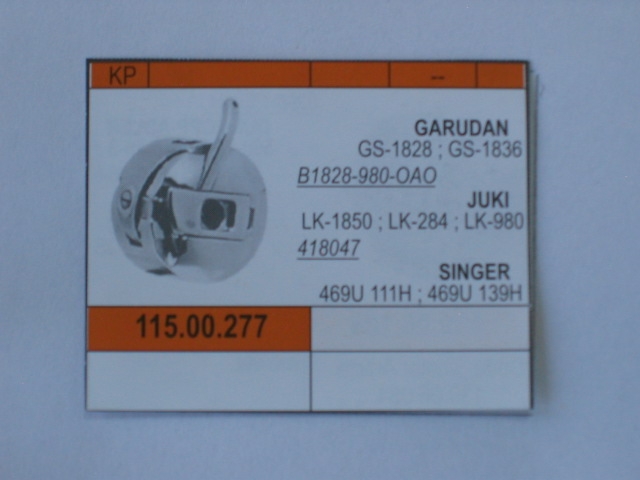 KP --
GARUDAN
GS-1828 ; GS-1836
B1828-980-OAO
JUKI
LK-1850 ; LK-284 ; LK-980
418047
SINGER
469U 111H ; 469U 139H
115.00.277